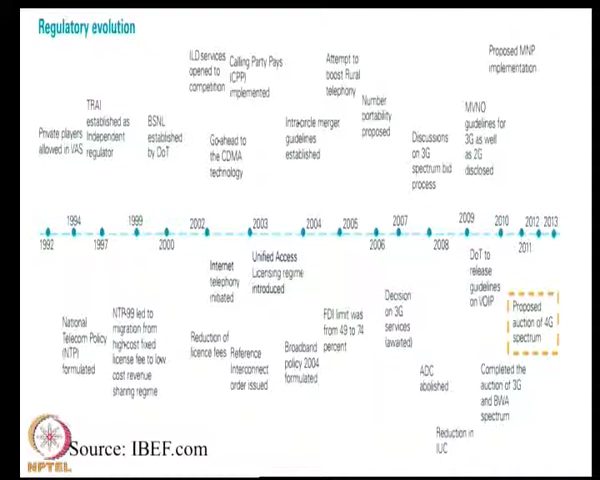 Regulatory evolution
ILD services
opened to
competition
Calling Party Pays
(CPP)
implemented
Attempt to
boost Rural
telephony
Proposed MNP
implementation
Private players
allowed in VAS
TRAI
established as
Independent
regulator
BSNL
established
by DoT
Go-ahead to
the CDMA
technology
Intra-circle merger
guidelines
established
Number
portability
proposed
Discussions
on 3G
spectrum bid
process
MVNO
guidelines for
3G as well
as 2G
disclosed
1994
1999
2002
2003
2004
2005
2007
2009
2010
2012
2013
1992
1997
2000
2006
2008
2011
National
Telecom Policy
(NTP)
formulated
NTR-99 led to
migration from
high-cost fixed
license fee to low
cost revenue
sharing regime
Internet
telephony
initiated
Reduction of
licence fees
Unified Access
Licensing regime
introduced
Reference
Interconnect
order issued
Broadband
policy 2004
formulated
FDI limit was
from 49 to 74
percent
Decision
on 3G
services
(awaited)
ADC
abolished
Reduction in
IUC
DoT to
release
guidelines
on VOIP
Completed the
auction of 3G
and BWA
spectrum
Proposed
auction of 4G
spectrum
Source: IBEF.com
NPTEL